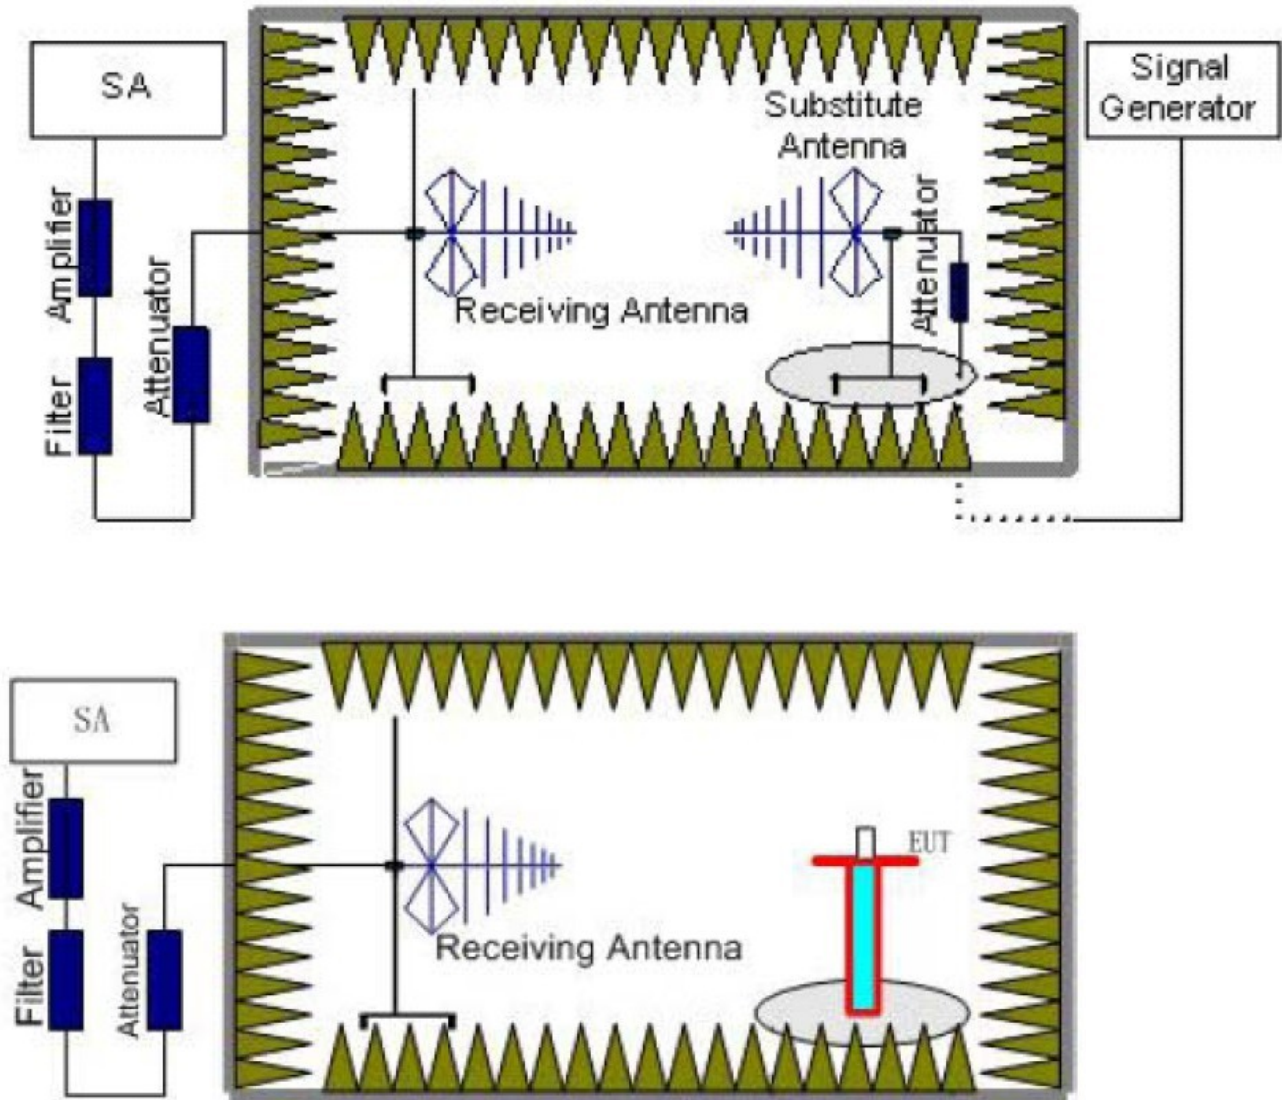 SA
Signal
Generator
Substitute
Antenna
Amplifier
Attenuator
Attenuator
Receiving Antenna
Filter
SA
Amplifier
EUT
Attenuator
Receiving Antenna
Filter